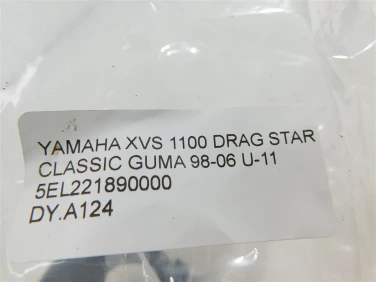 YAMAHA XVS 1100 DRAG STAR
CLASSIC GUMA 98-06 U-11
5EL221890000
DY.A124